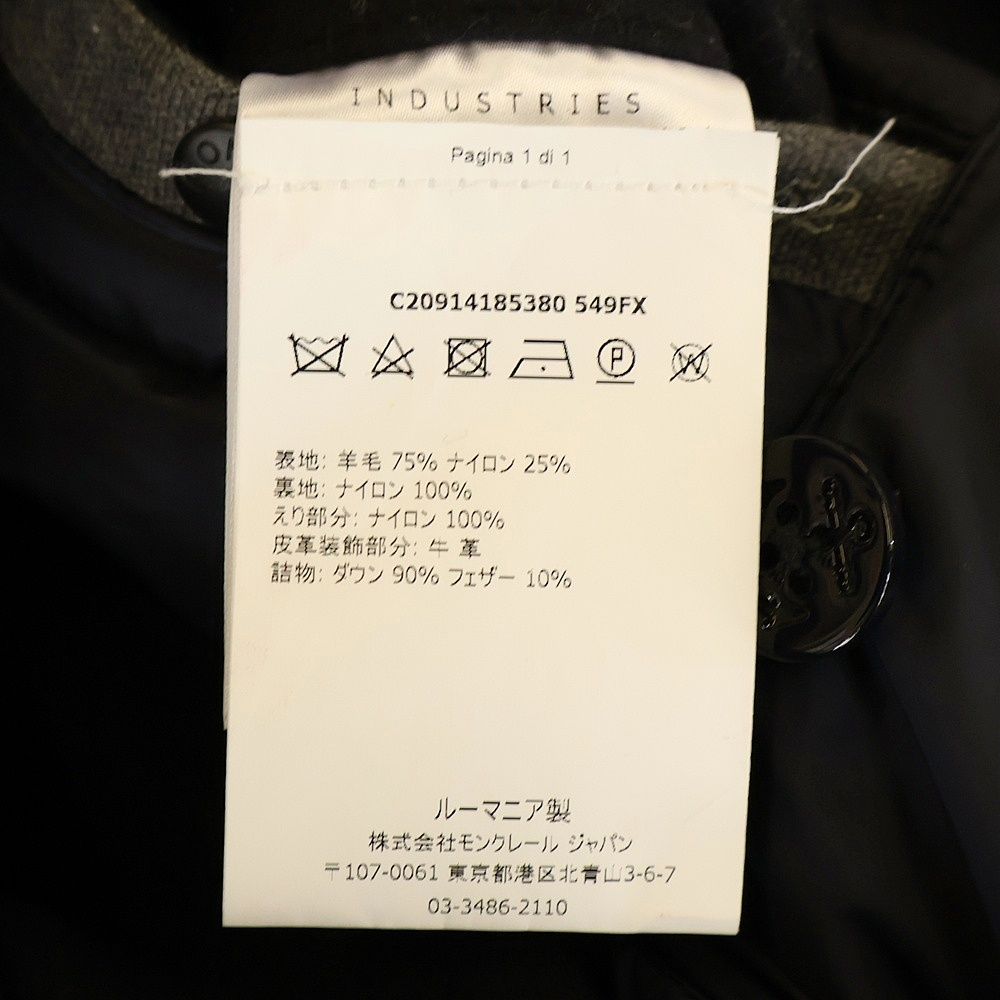 INDUSTRIES
Pagina 1 di 1
C20914185380 549FX
P
W
表地: 羊毛 75% ナイロン 25%
裏地: ナイロン 100%
えり部分: ナイロン 100%
皮革装飾部分: 牛 革
詰物: ダウン 90% フェザー 10%
ルーマニア製
株式会社モンクレール ジャパン
〒107-0061 東京都港区北青山3-6-7
03-3486-2110